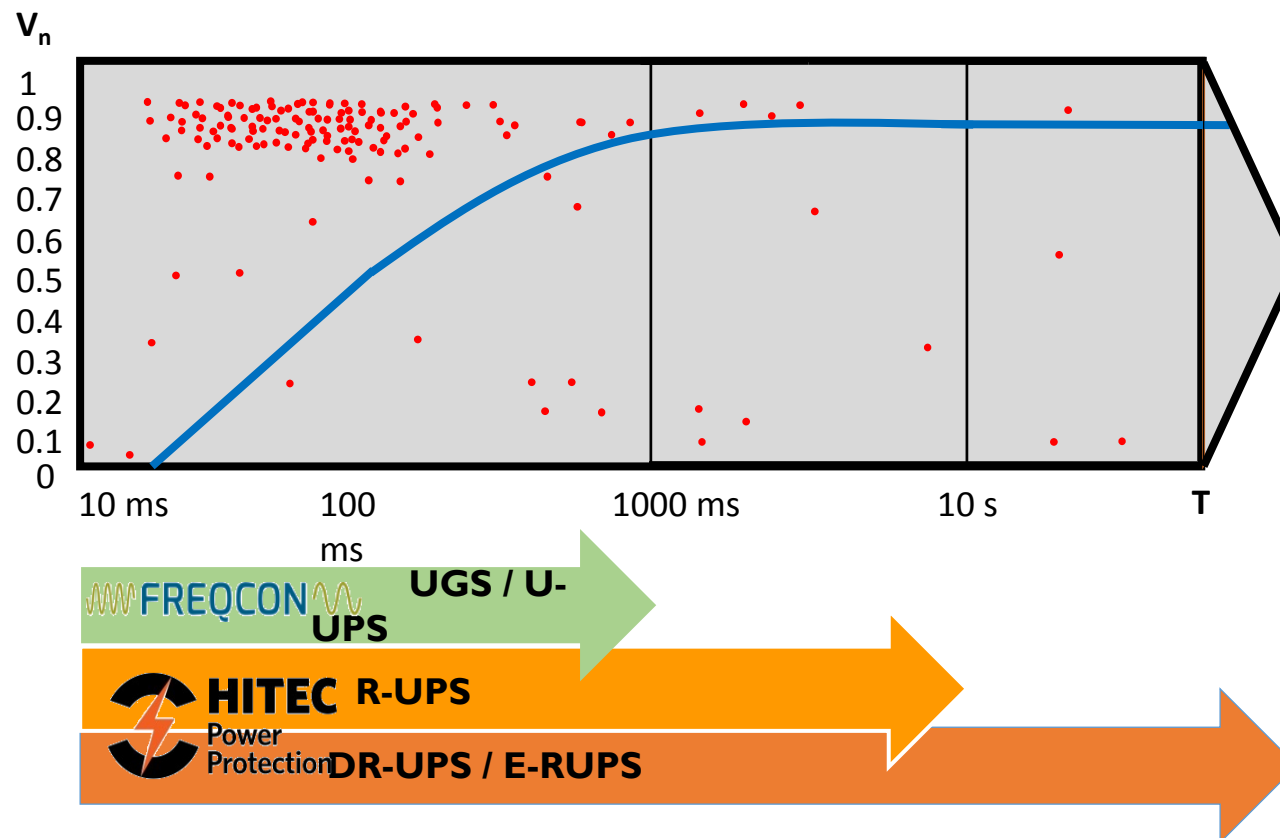 Vn
1
0.9
0.8
0.7
0.6
0.5
0.4
0.3
0.2
0.1
0
10 ms
100
ms
1000 ms
10 s
T
FREQCON
UGS / U-
UPS
HITEC
Power
Protection
R-UPS
DR-UPS / E-RUPS